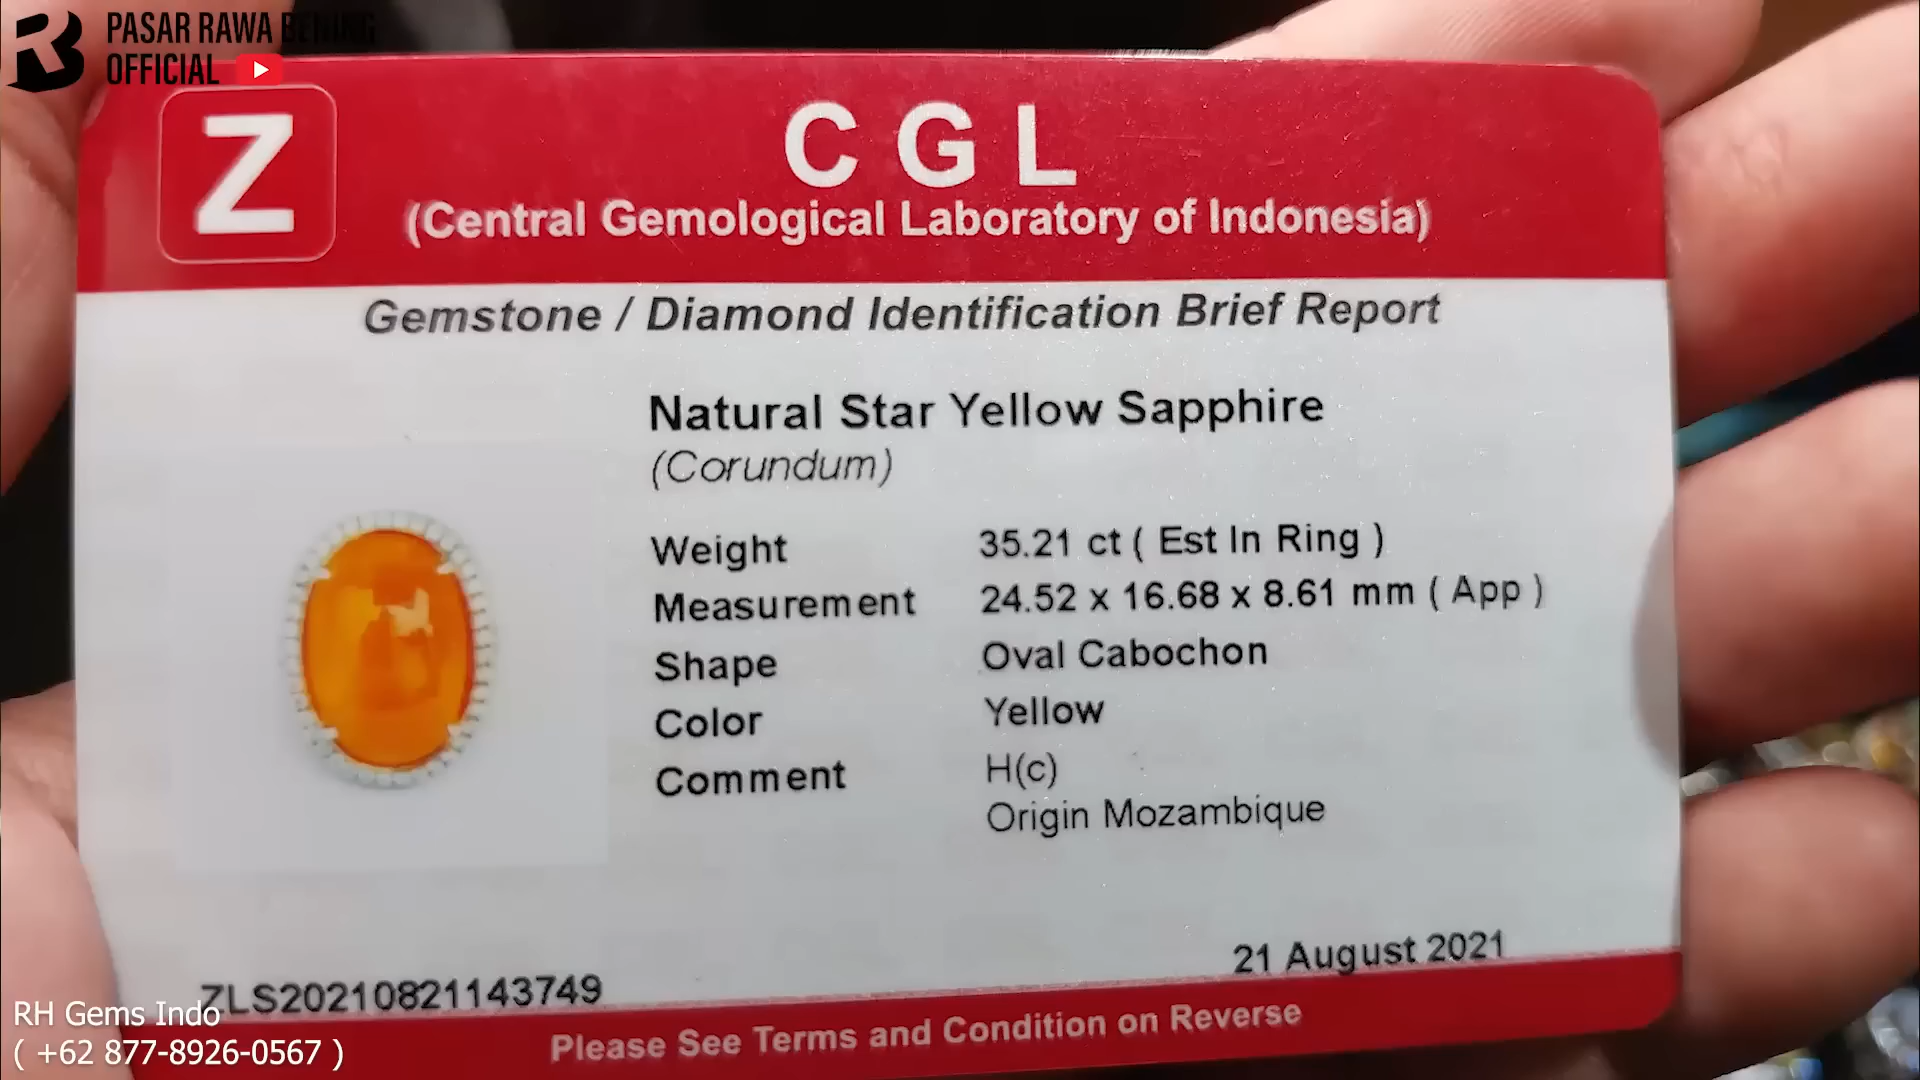 PASAR RAWA BENING
OFFICIAL
Z
CGL
(Central Gemological Laboratory of Indonesia)
Gemstone / Diamond Identification Brief Report
Natural Star Yellow Sapphire
(Corundum)
Weight 35.21 ct ( Est In Ring )
Measurement 24.52 x 16.68 x 8.61 mm ( App )
Shape Oval Cabochon
Color Yellow
Comment H(c)
Origin Mozambique
21 August 2021
ZLS20210821143749
Please See Terms and Condition on Reverse
RH Gems Indo
( +62 877-8926-0567 )